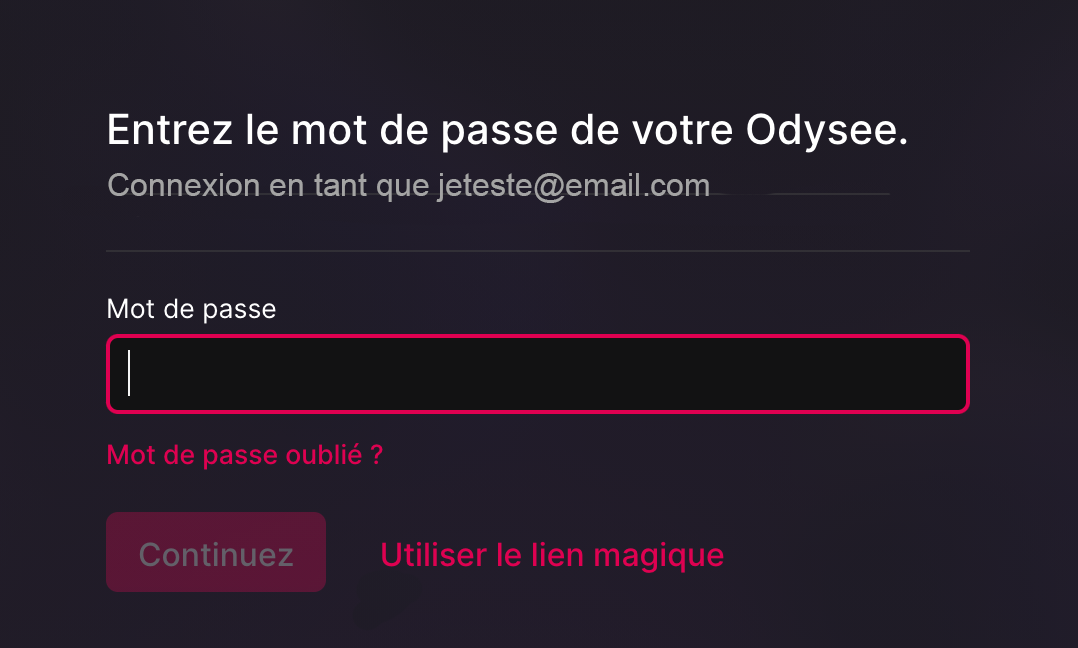 Entrez le mot de passe de votre Odysee.
Connexion en tant que jeteste@email.com
Mot de passe
Mot de passe oublié ?
Continuez
Utiliser le lien magique